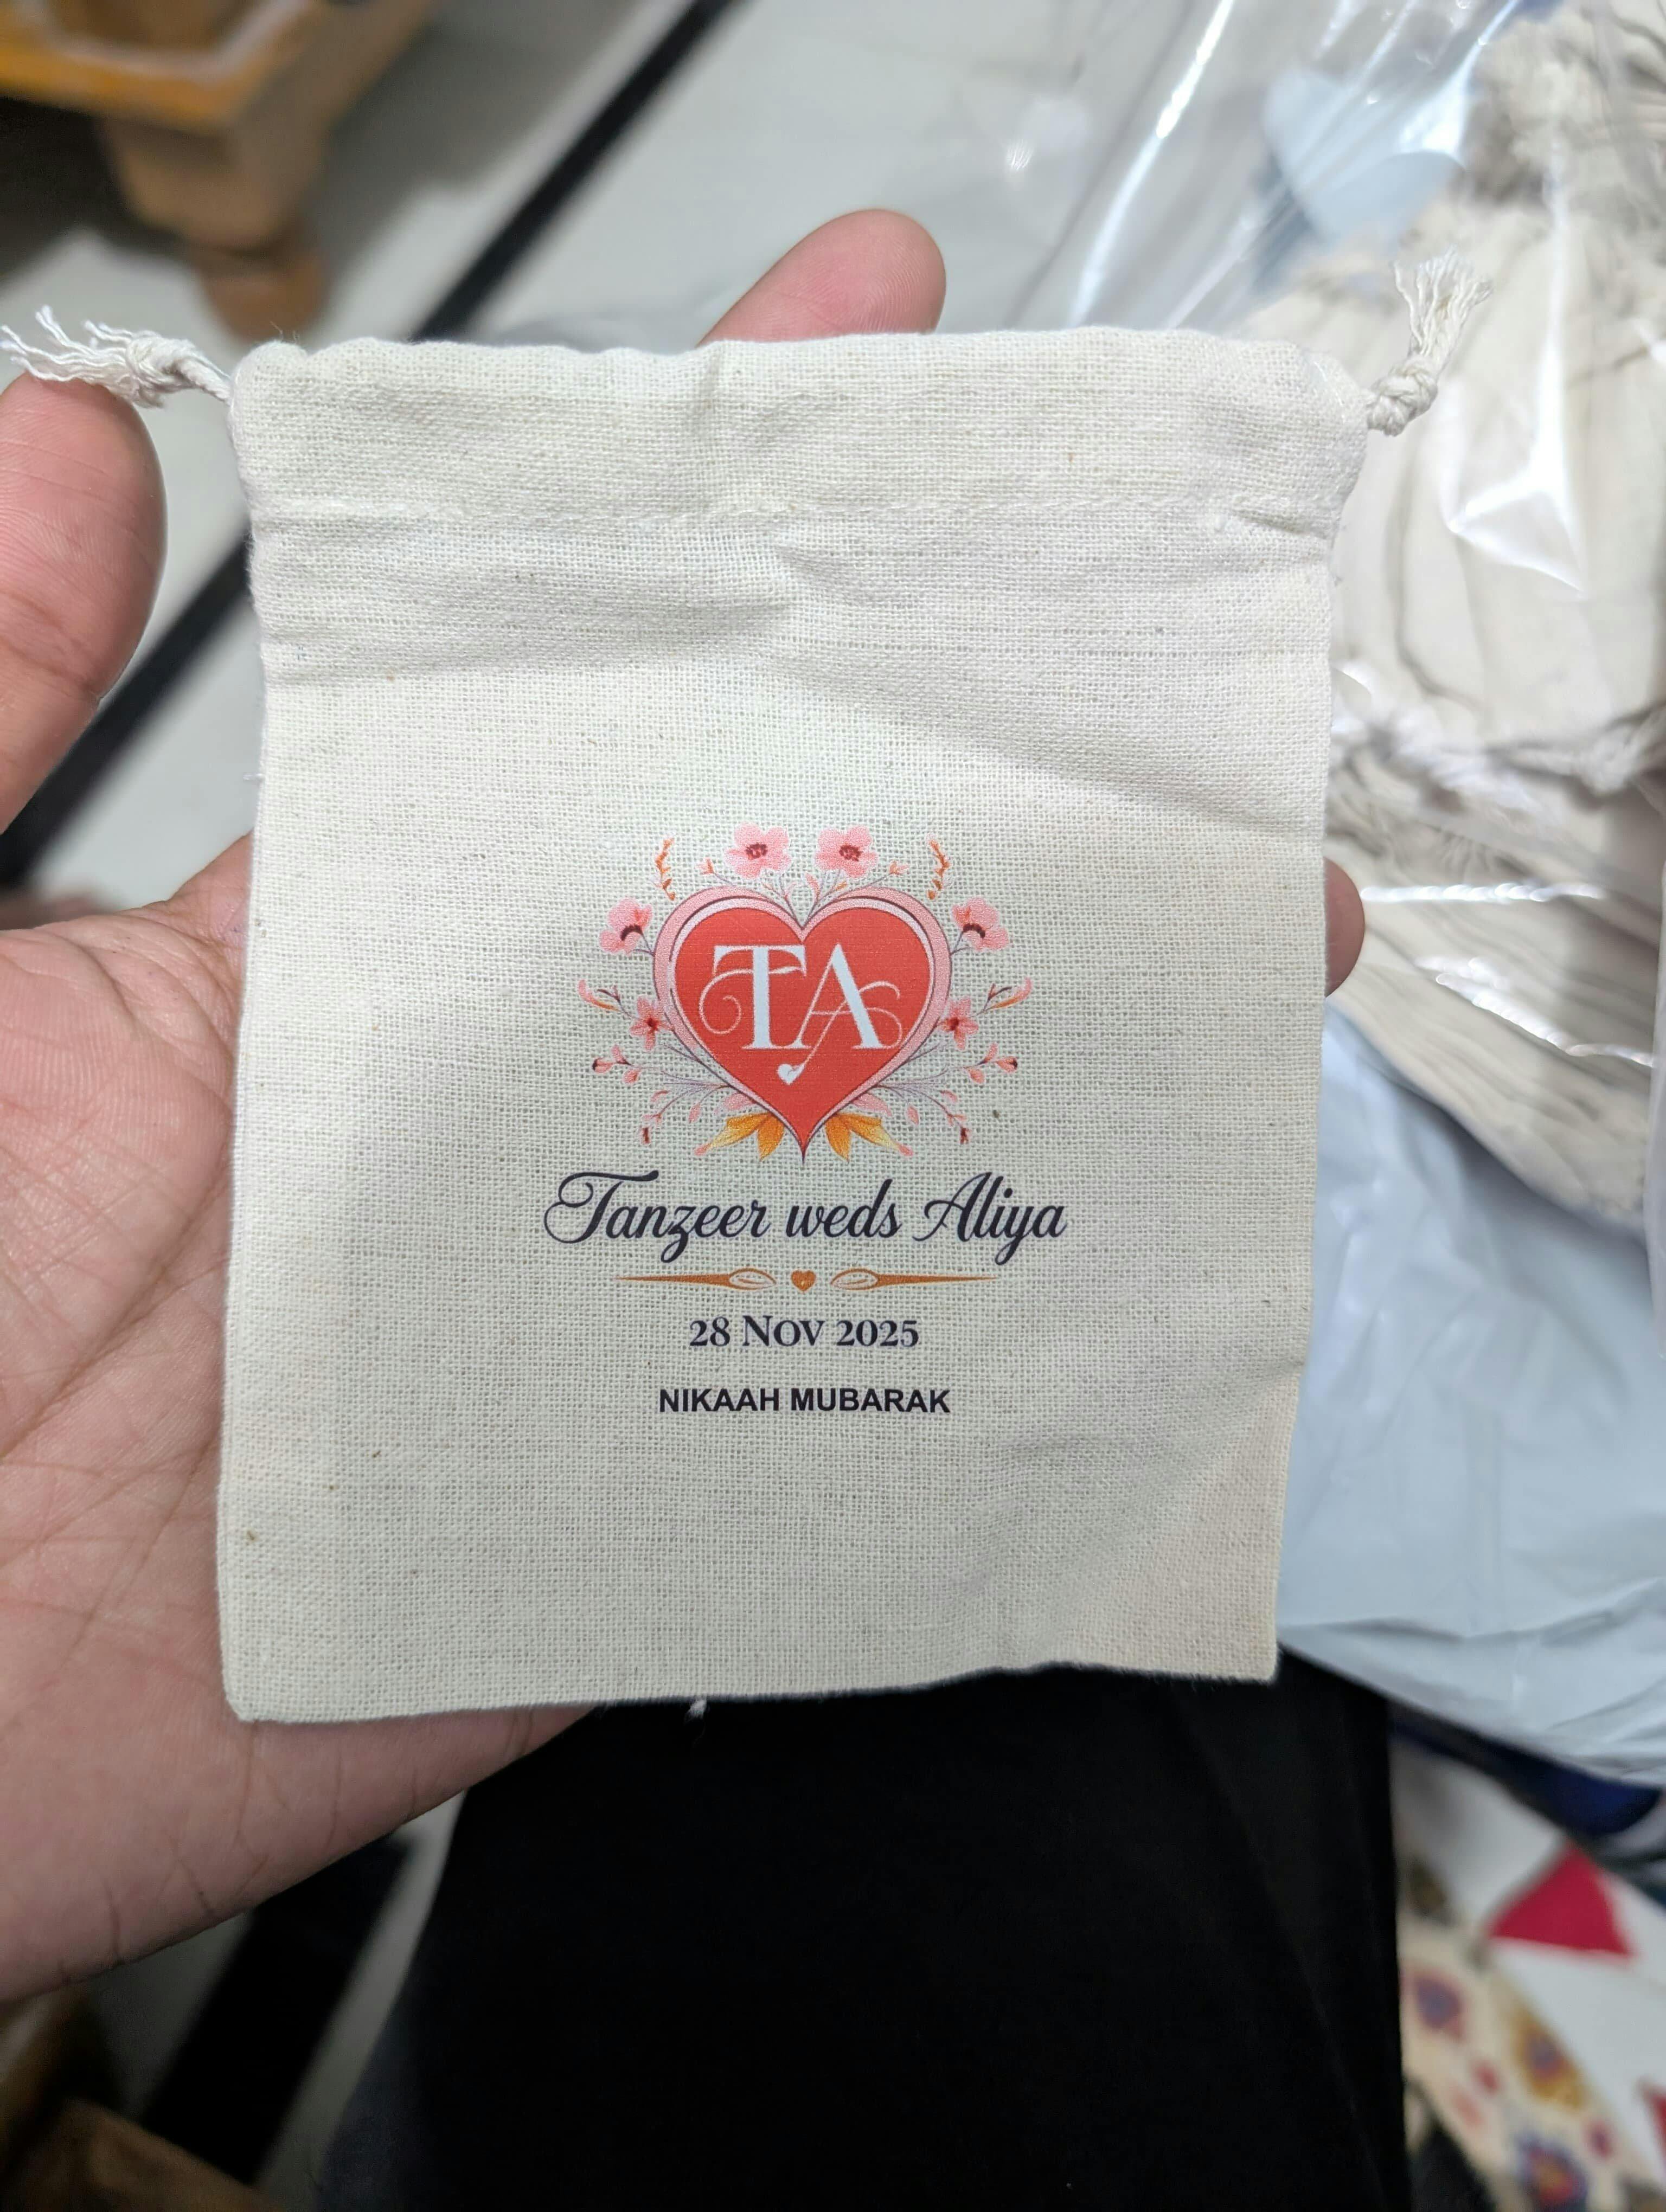 TA
Tanzeer weds Aliya
28 Nov 2025
NIKAAH MUBARAK